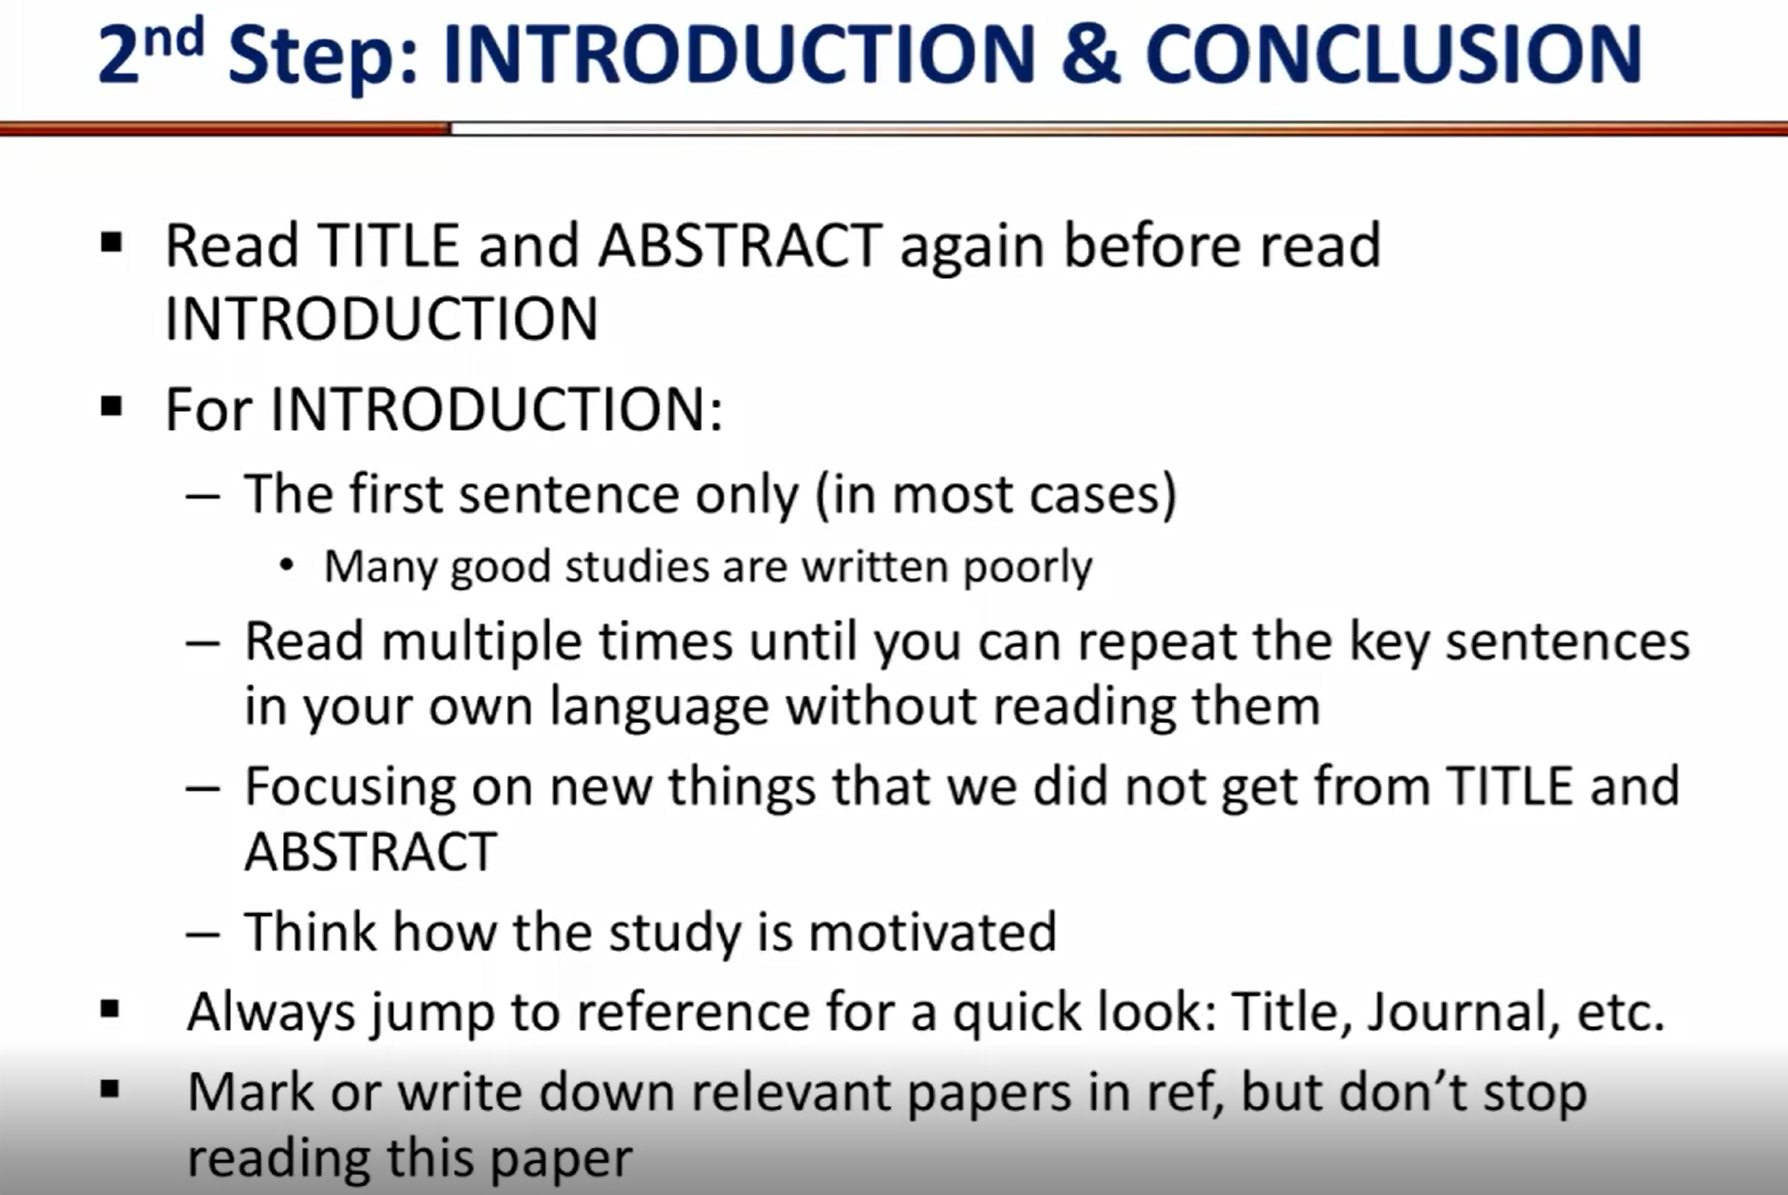 2nd Step: INTRODUCTION & CONCLUSION
▪ Read TITLE and ABSTRACT again before read
INTRODUCTION
▪ For INTRODUCTION:
– The first sentence only (in most cases)
• Many good studies are written poorly
– Read multiple times until you can repeat the key sentences
in your own language without reading them
– Focusing on new things that we did not get from TITLE and
ABSTRACT
– Think how the study is motivated
▪ Always jump to reference for a quick look: Title, Journal, etc.
▪ Mark or write down relevant papers in ref, but don’t stop
reading this paper